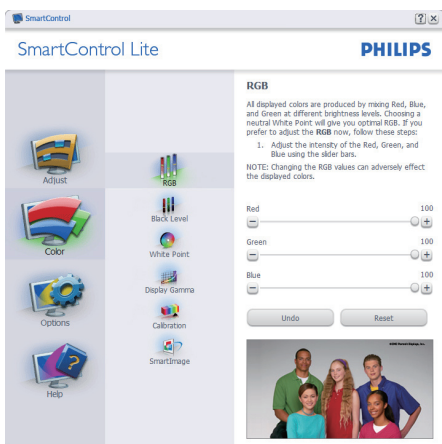 SmartControl
SmartControl Lite
PHILIPS
Adjust
Color
Options
Help
RGB
Black Level
White Point
Display Gamma
Calibration
SmartImage
RGB
All displayed colors are produced by mixing Red, Blue,
and Green at different brightness levels. Choosing a
neutral White Point will give you optimal RGB. If you
prefer to adjust the RGB now, follow these steps:
1. Adjust the intensity of the Red, Green, and
Blue using the slider bars.
NOTE: Changing the RGB values can adversely effect
the displayed colors.
Red 100
Green 100
Blue 100
Undo Reset